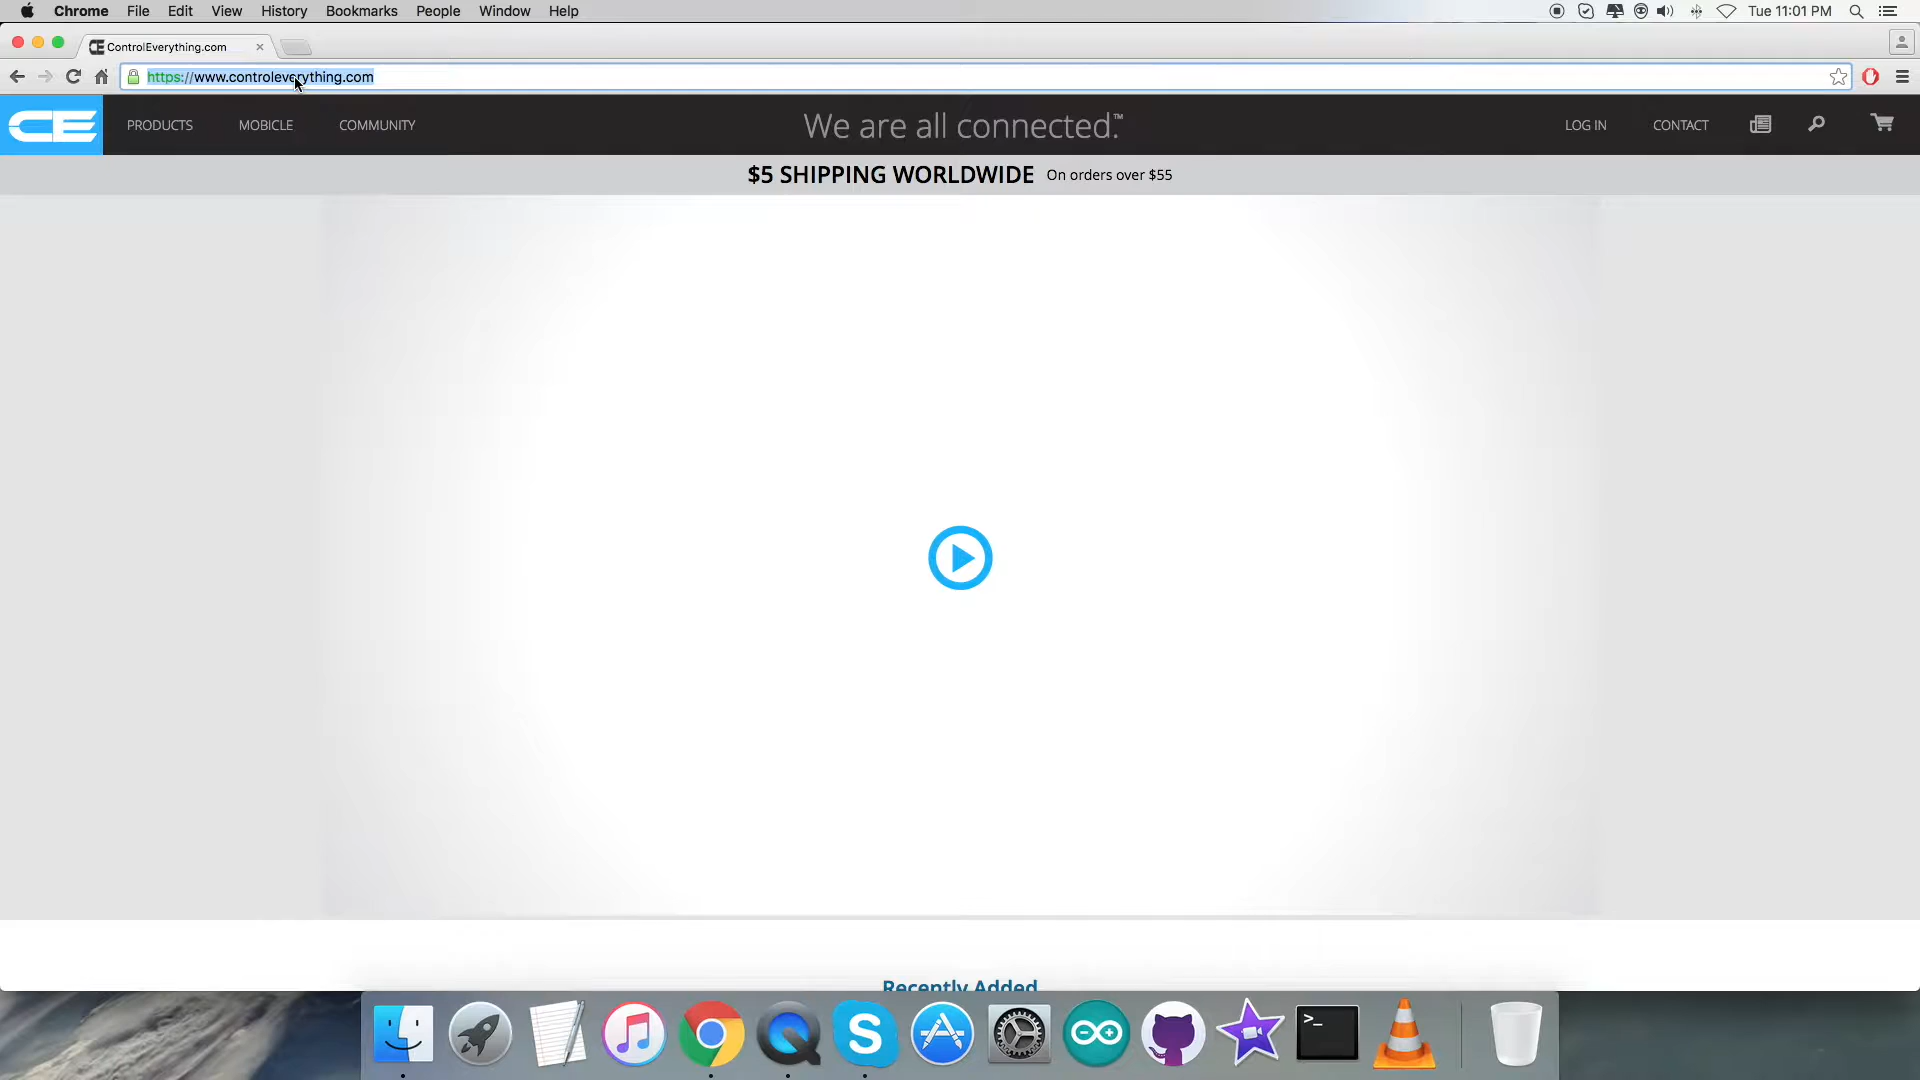 Chrome File Edit View History Bookmarks People Window Help Tue 11:01 PM
ControlEverything.com
https://www.controleverything.com
CE PRODUCTS MOBICLE COMMUNITY We are all connected.™ LOG IN CONTACT
$5 SHIPPING WORLDWIDE On orders over $55
Recently Added